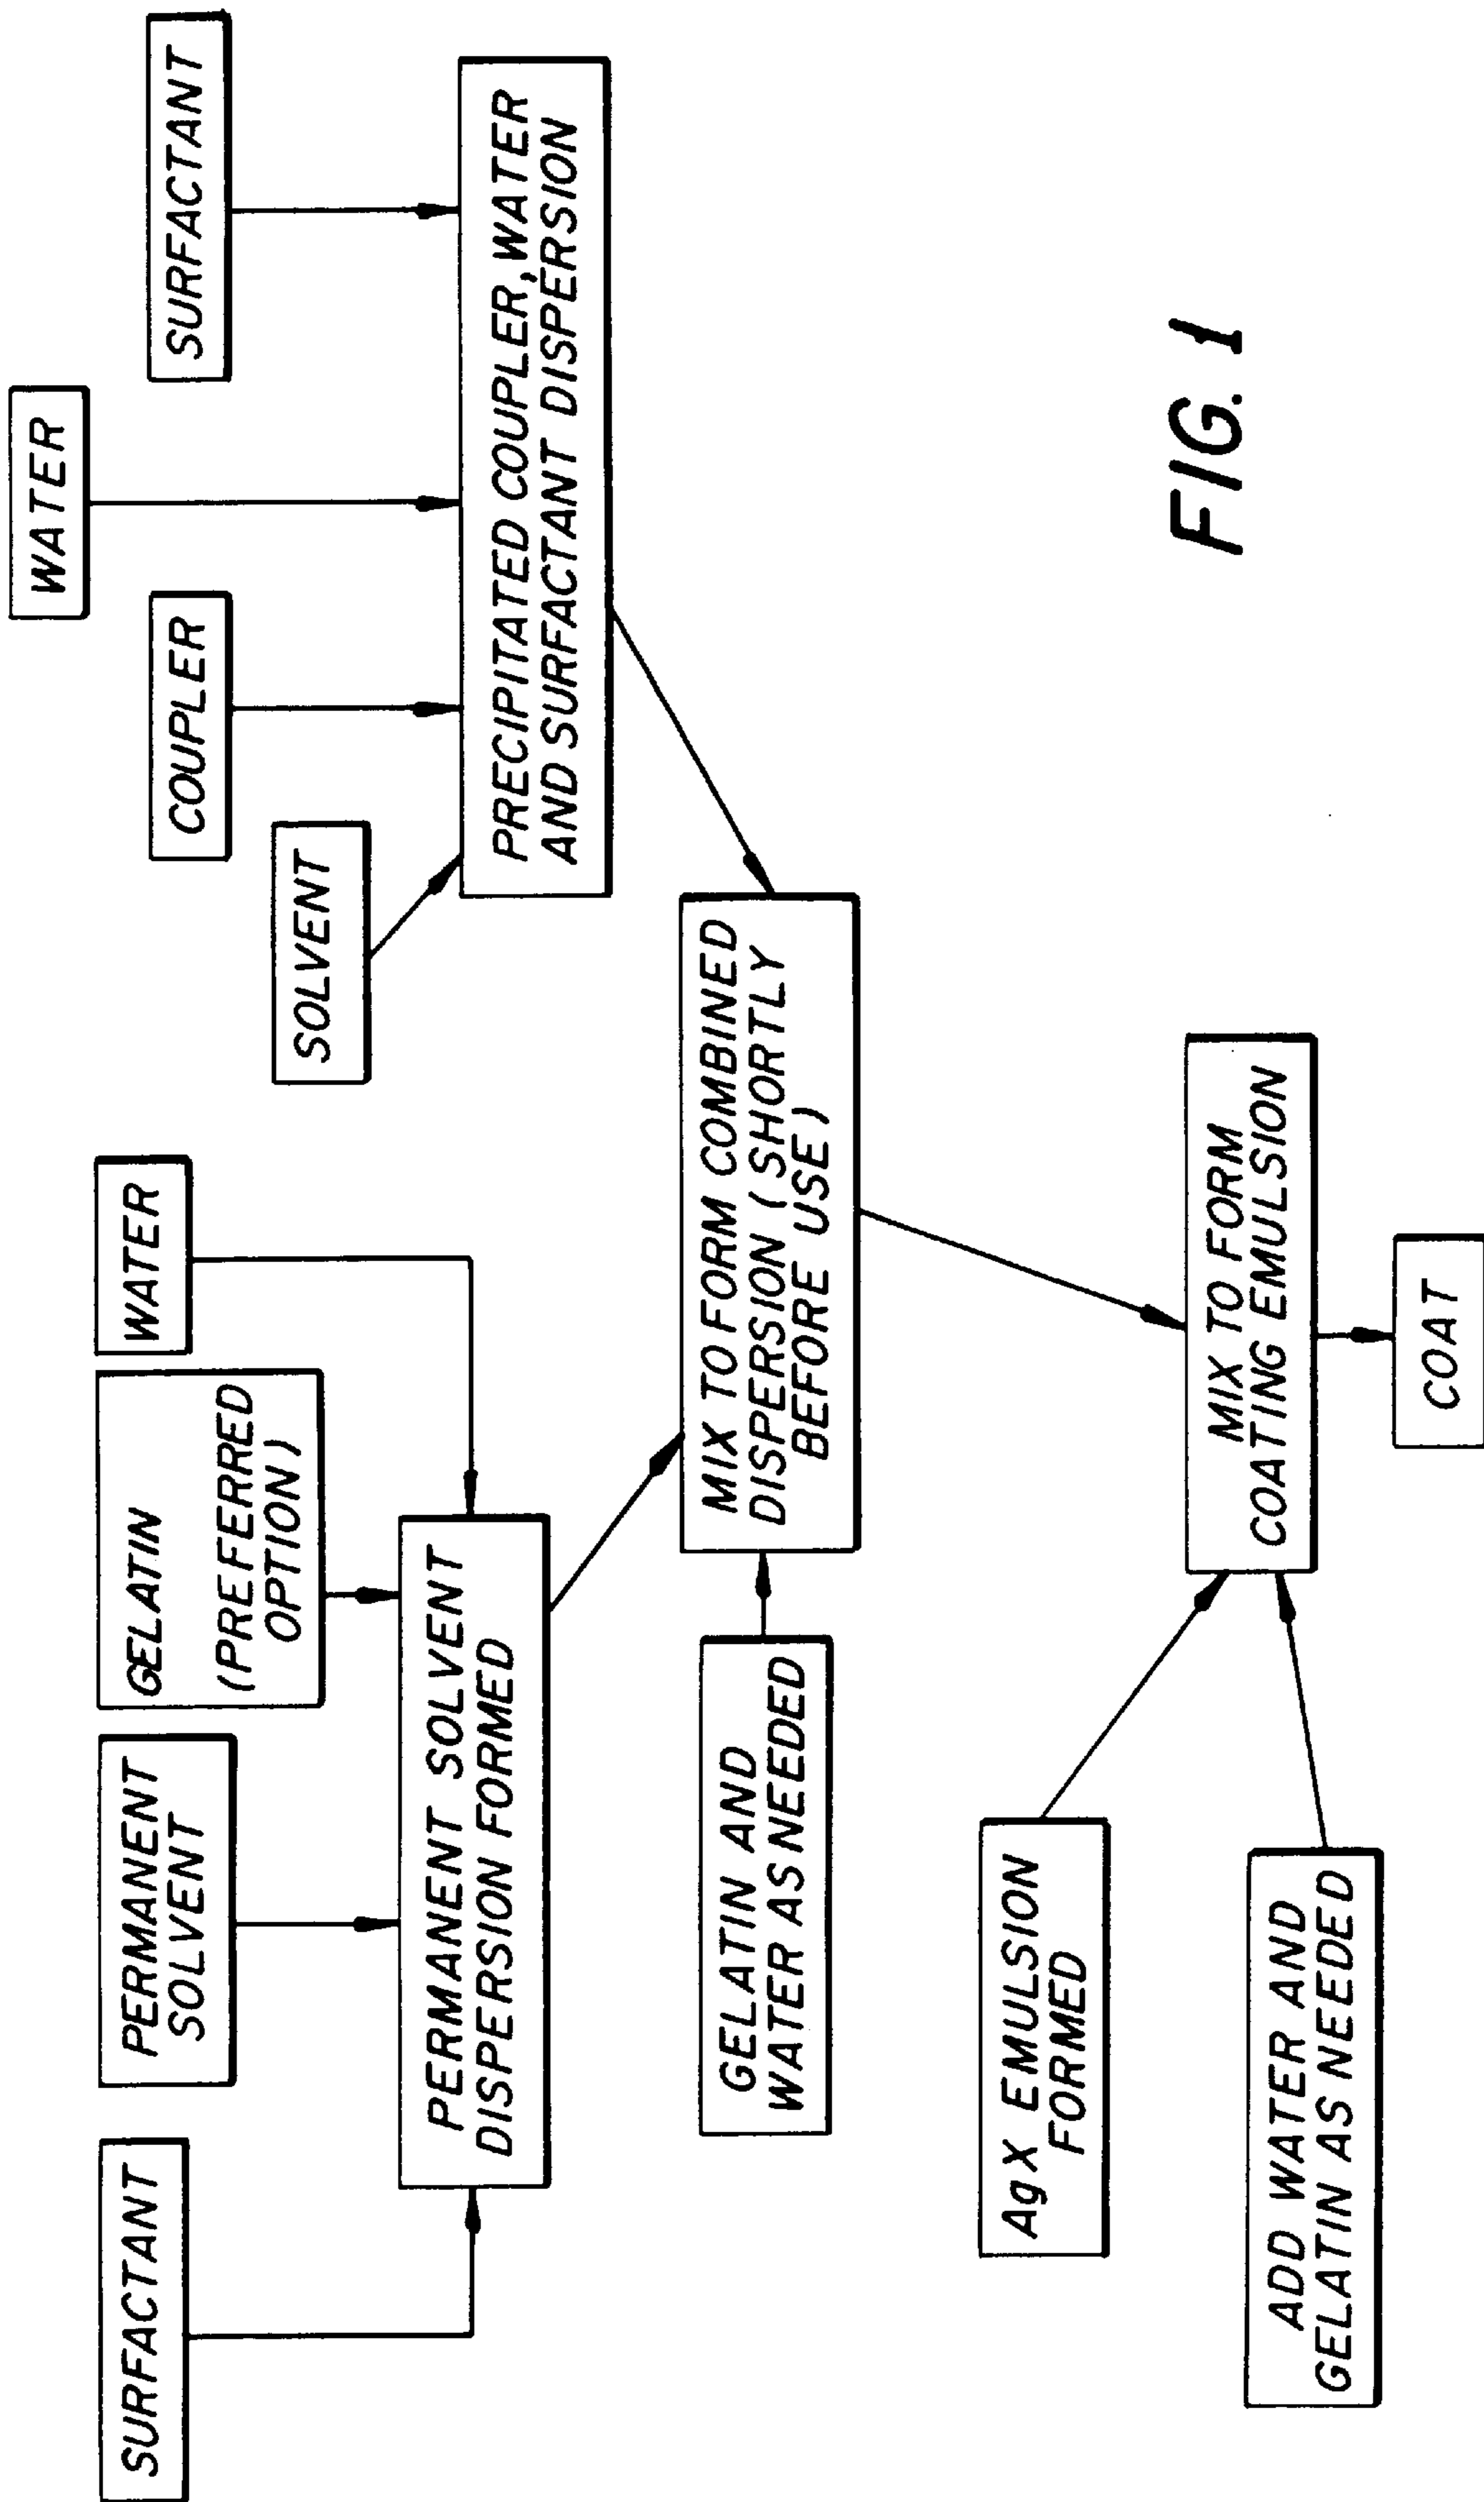 SURFACTANT
PERMANENT
SOLVENT
GELATIN
(PREFERRED
OPTION)
WATER
PERMANENT SOLVENT
DISPERSION FORMED
SOLVENT
COUPLER
WATER
SURFACTANT
PRECIPITATED COUPLER, WATER
AND SURFACTANT DISPERSION
GELATIN AND
WATER AS NEEDED
MIX TO FORM COMBINED
DISPERSION (SHORTLY
BEFORE USE)
AgX EMULSION
FORMED
ADD WATER AND
GELATIN AS NEEDED
MIX TO FORM
COATING EMULSION
COAT
FIG. 1